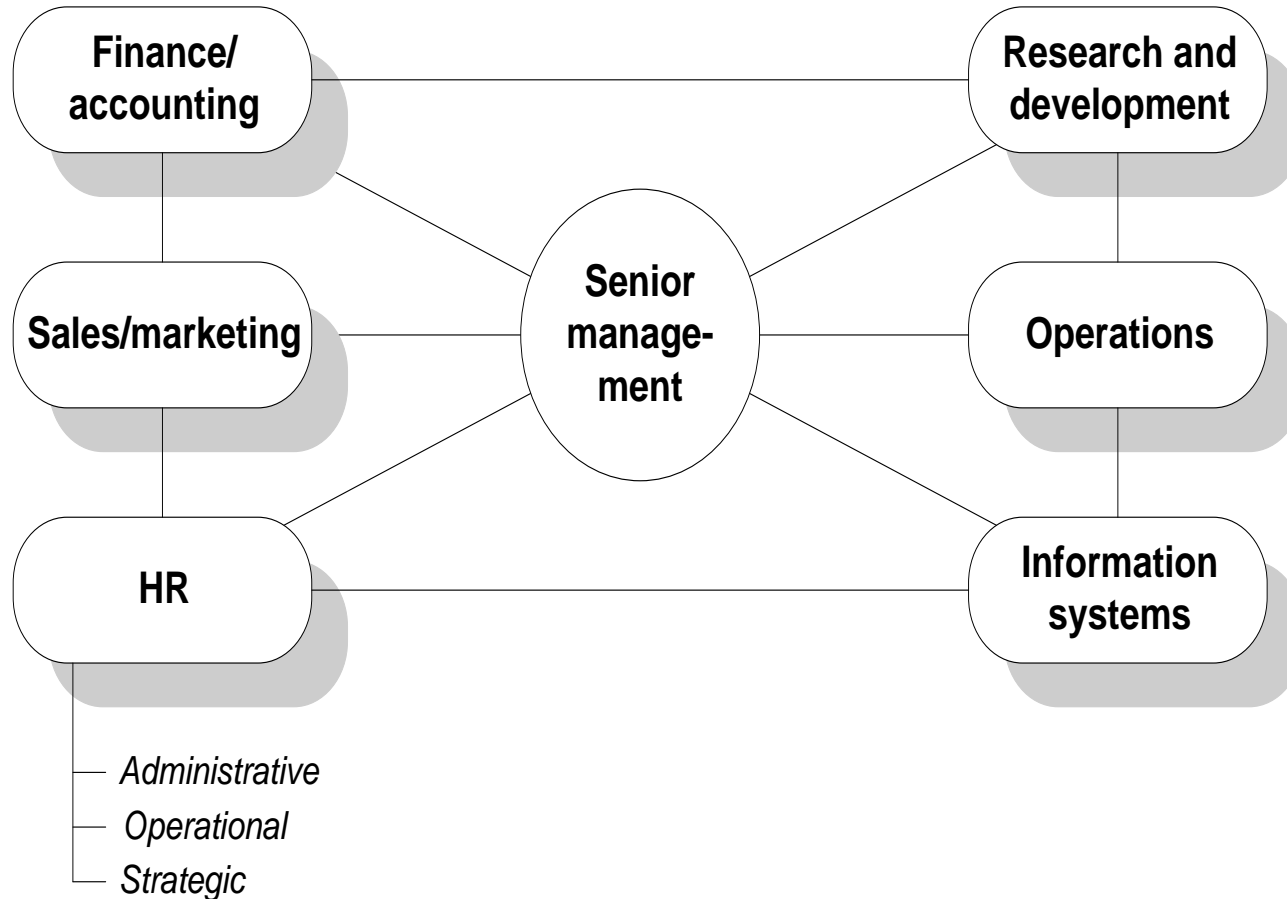 Finance/
accounting
Research and
development
Senior
manage-
ment
Sales/marketing
Operations
HR
Information
systems
Administrative
Operational
Strategic